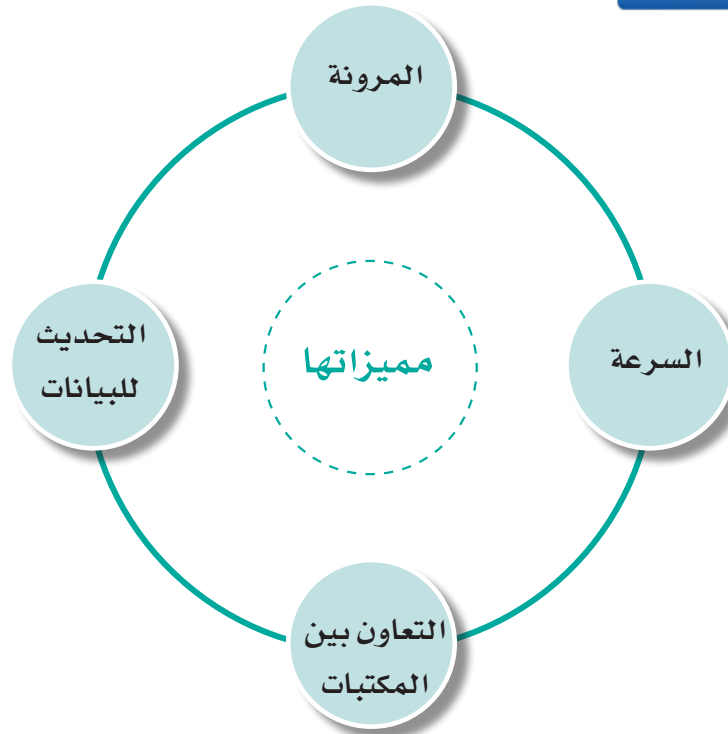 المرونة
السرعة
مميزاتها
التحديث
للبيانات
التعاون بين
المكتبات